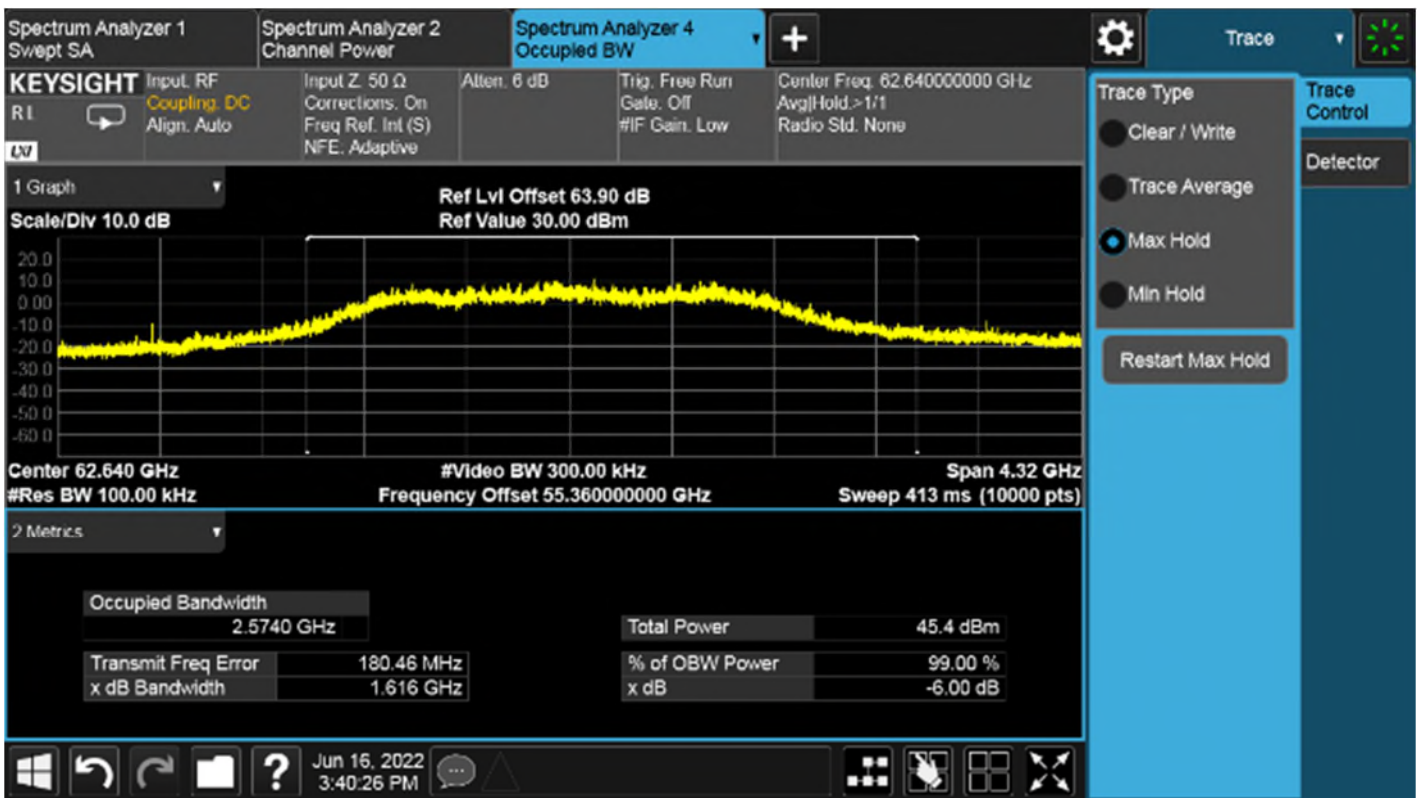 Spectrum Analyzer 1
Swept SA
Spectrum Analyzer 2
Channel Power
Spectrum Analyzer 4
Occupied BW
Trace
KEYSIGHT
Input. RF
Coupling. DC
Align. Auto
Input Z. 50 Ω
Corrections. On
Freq Ref. Int (S)
NFE. Adaptive
Atten. 6 dB
Trig. Free Run
Gate. Off
#IF Gain. Low
Center Freq. 62.640000000 GHz
Avg|Hold.>1/1
Radio Std. None
1 Graph
Scale/Div 10.0 dB
Ref Lvl Offset 63.90 dB
Ref Value 30.00 dBm
20.0
10.0
0.00
-10.0
-20.0
-30.0
-40.0
-50.0
-60.0
Center 62.640 GHz
#Video BW 300.00 kHz
Span 4.32 GHz
#Res BW 100.00 kHz
Frequency Offset 55.360000000 GHz
Sweep 413 ms (10000 pts)
2 Metrics
Occupied Bandwidth
2.5740 GHz
Total Power 45.4 dBm
Transmit Freq Error 180.46 MHz
% of OBW Power 99.00 %
x dB Bandwidth 1.616 GHz
x dB -6.00 dB
Jun 16, 2022
3:40:26 PM
Trace Type
Clear / Write
Trace Average
Max Hold
Min Hold
Restart Max Hold
Trace
Control
Detector